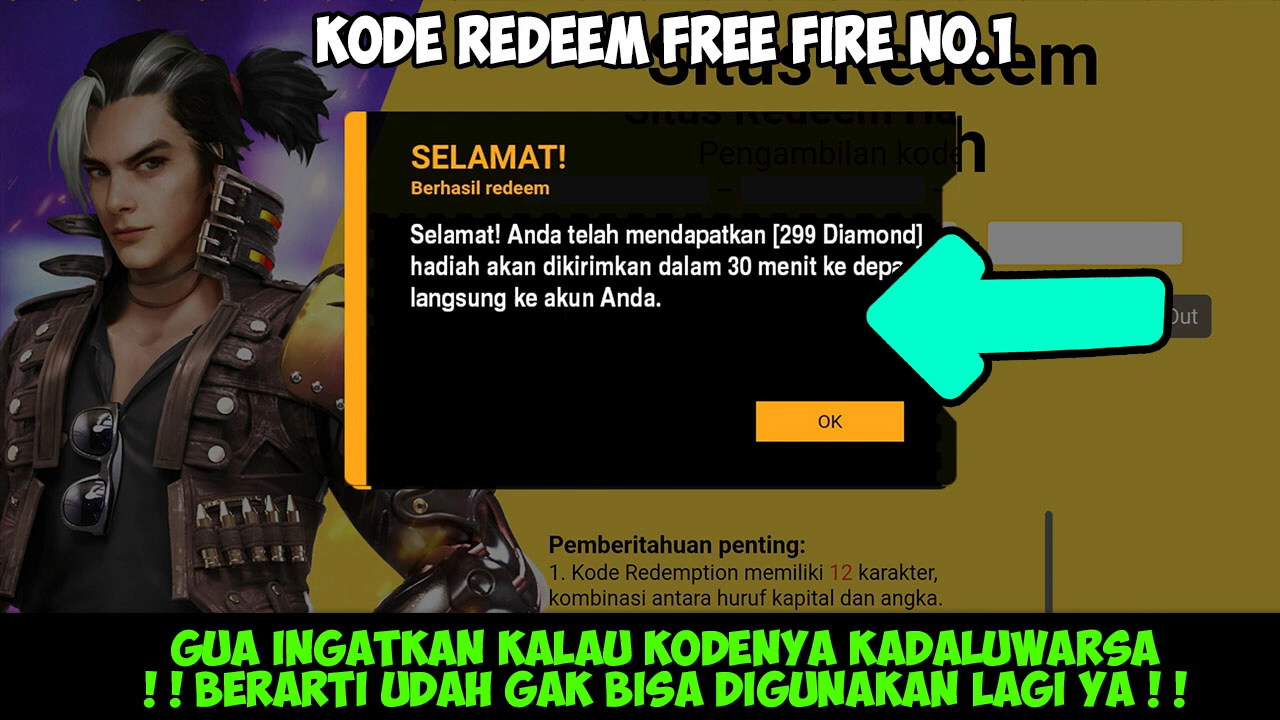 KODE REDEEM FREE FIRE NO.1
Situs Redeem
Situs Redeem Ha
h
Pengambilan kode
SELAMAT!
Berhasil redeem
Selamat! Anda telah mendapatkan [299 Diamond]
hadiah akan dikirimkan dalam 30 menit ke depa
langsung ke akun Anda.
Out
OK
Pemberitahuan penting:
1. Kode Redemption memiliki 12 karakter,
kombinasi antara huruf kapital dan angka.
GUA INGATKAN KALAU KODENYA KADALUWARSA
!! BERARTI UDAH GAK BISA DIGUNAKAN LAGI YA !!